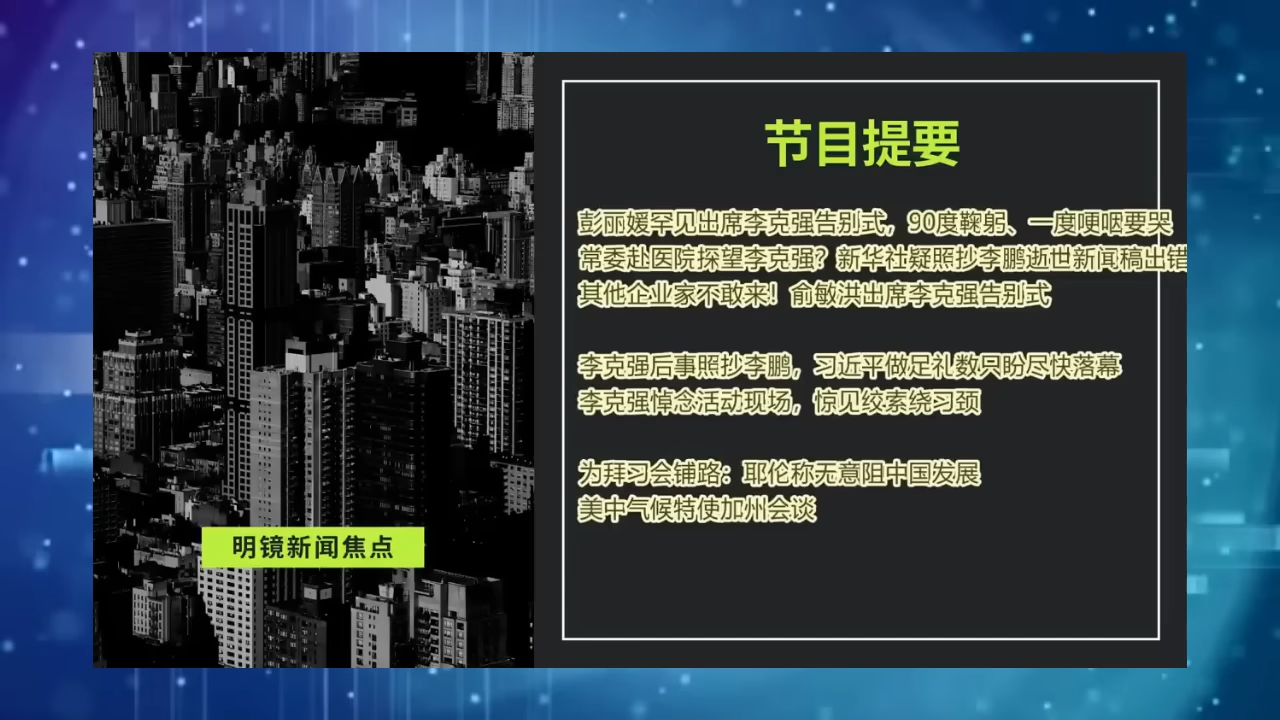 节目提要
彭丽媛罕见出席李克强告别式，90度鞠躬、一度哽咽要哭
常委赴医院探望李克强？新华社疑照抄李鹏逝世新闻稿出错
其他企业家不敢来！俞敏洪出席李克强告别式
李克强后事照抄李鹏，习近平做足礼数只盼尽快落幕
李克强悼念活动现场，惊见绞索绕习颈
为拜习会铺路：耶伦称无意阻中国发展
美中气候特使加州会谈
明镜新闻焦点